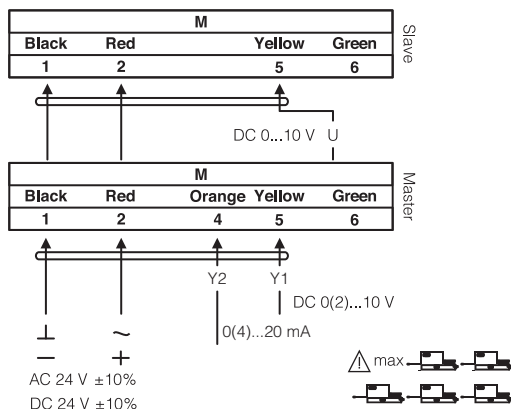 M
Black Red Yellow Green
1 2 5 6
Slave
DC 0...10 V U
M
Black Red Orange Yellow Green
1 2 4 5 6
Master
Y2 Y1
DC 0(2)...10 V
0(4)...20 mA
⊥ ~
− +
AC 24 V ±10%
DC 24 V ±10%
max